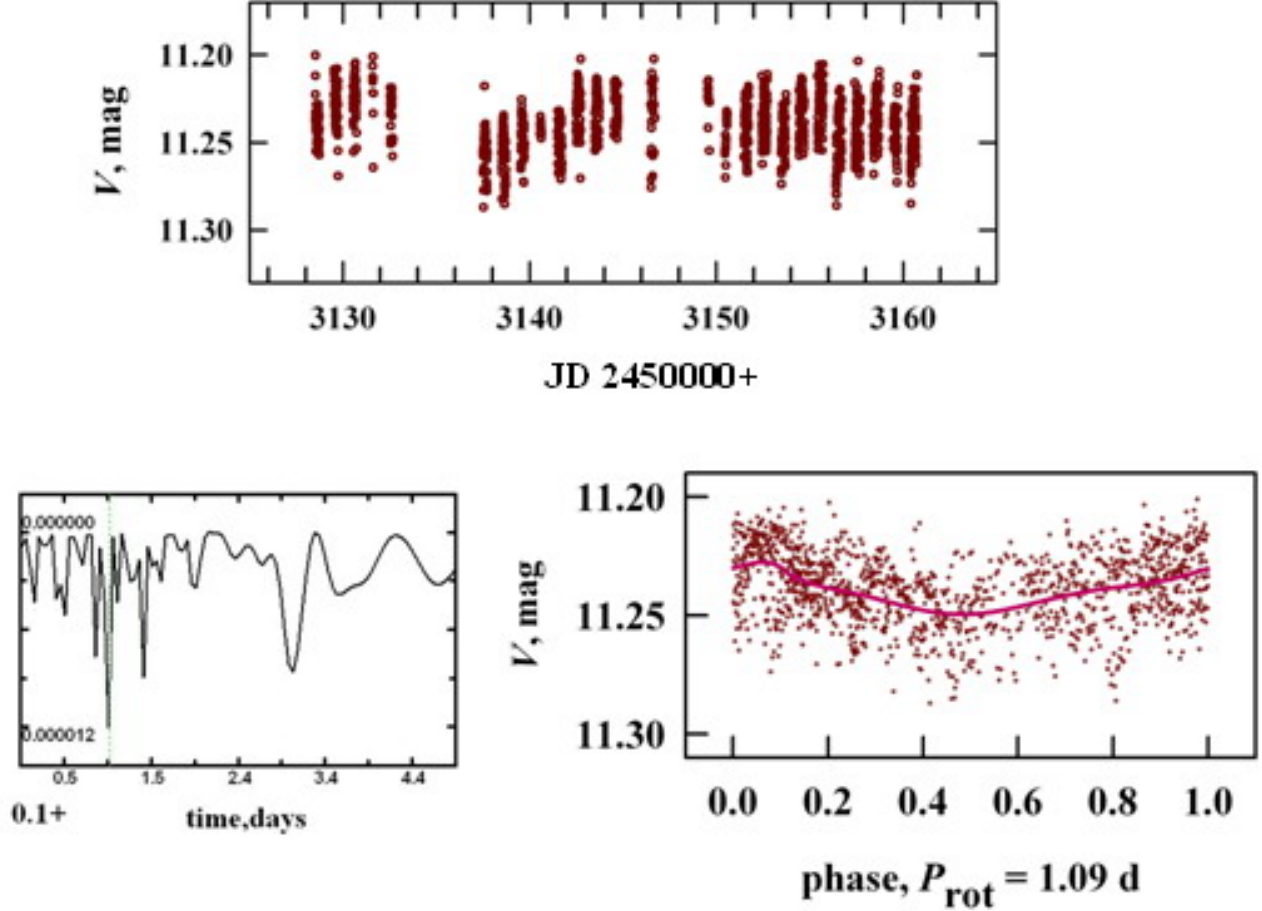 11.20
11.25
11.30
V, mag
3130 3140 3150 3160
JD 2450000+
0.000000
0.000012
0.5 1.5 2.4 3.4 4.4
0.1+ time,days
11.20
11.25
11.30
V, mag
0.0 0.2 0.4 0.6 0.8 1.0
phase, Prot = 1.09 d